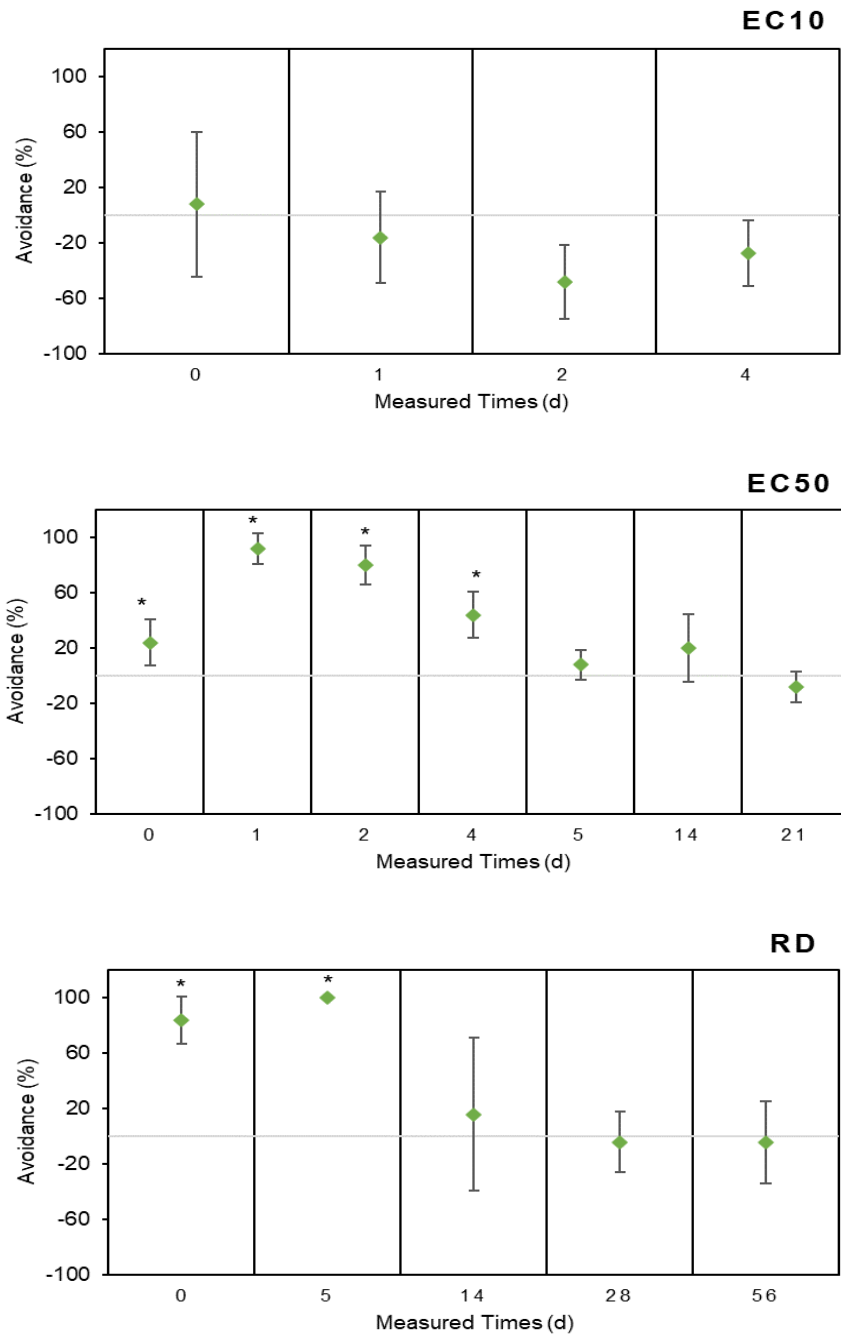 EC10
100
60
20
-20
-60
-100
Avoidance (%)
0 1 2 4
Measured Times (d)
EC50
* * * *
100
60
20
-20
-60
-100
Avoidance (%)
0 1 2 4 5 14 21
Measured Times (d)
RD
* *
100
60
20
-20
-60
-100
Avoidance (%)
0 5 14 28 56
Measured Times (d)